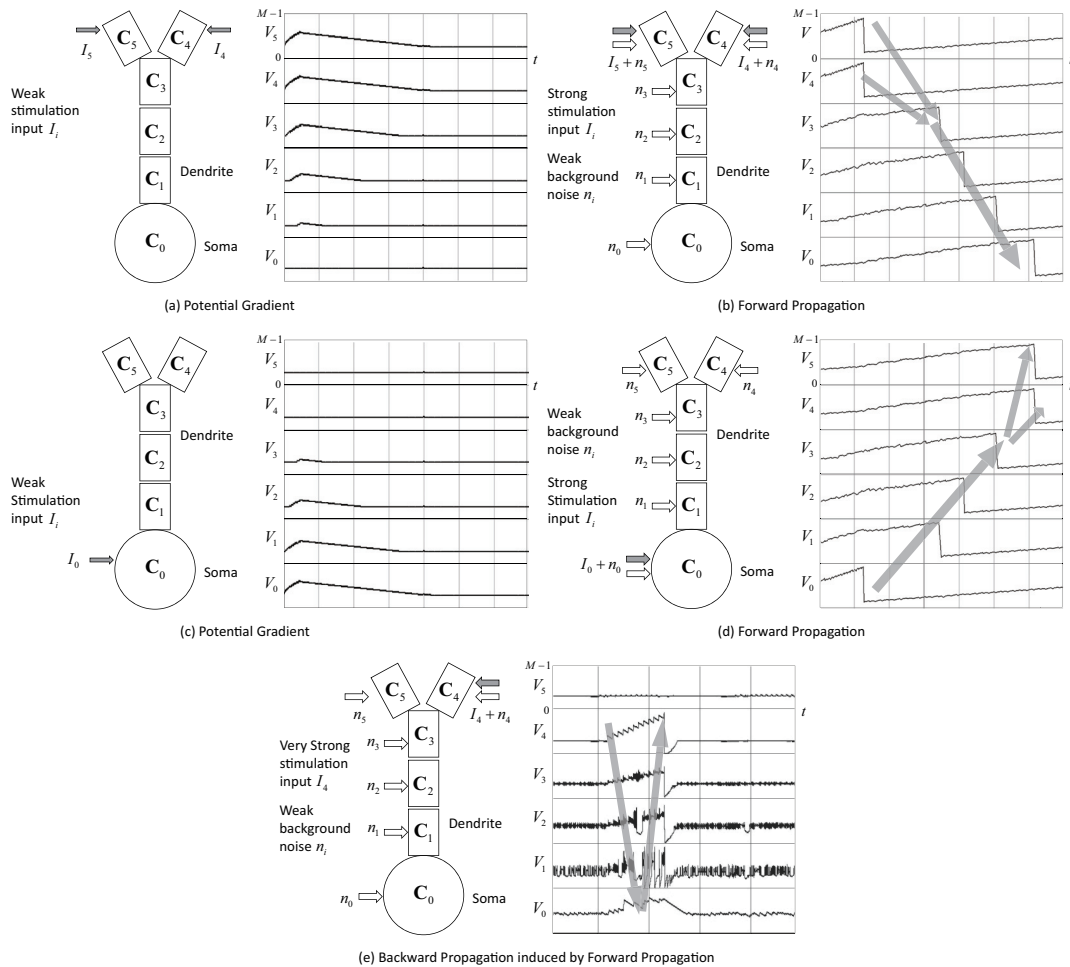 M−1
C₅
C₄
I₅
I₄
C₃
Weak
stimulation
input Iᵢ
C₂
C₁
Dendrite
C₀
Soma
V₅
0
t
V₄
V₃
V₂
V₁
V₀
(a) Potential Gradient
M−1
C₅
C₄
I₅ + n₅
I₄ + n₄
n₃
C₃
Strong
stimulation
input Iᵢ
n₂
C₂
Weak
background
noise nᵢ
n₁
C₁
Dendrite
n₀
C₀
Soma
V
0
V₄
V₃
V₂
V₁
V₀
(b) Forward Propagation
M−1
C₅
C₄
C₃
Dendrite
C₂
Weak
Stimulation
input Iᵢ
C₁
I₀
C₀
Soma
V₅
0
t
V₄
V₃
V₂
V₁
V₀
(c) Potential Gradient
M−1
C₅
C₄
n₅
n₄
n₃
C₃
Weak
background
noise nᵢ
Dendrite
n₂
C₂
Strong
Stimulation
input Iᵢ
n₁
C₁
I₀ + n₀
C₀
Soma
V₅
0
V₄
V₃
V₂
V₁
V₀
(d) Forward Propagation
M−1
C₅
C₄
n₅
I₄ + n₄
n₃
C₃
Very Strong
stimulation
input I₄
n₂
C₂
Weak
background
noise nᵢ
n₁
C₁
Dendrite
n₀
C₀
Soma
V₅
0
t
V₄
V₃
V₂
V₁
V₀
(e) Backward Propagation induced by Forward Propagation